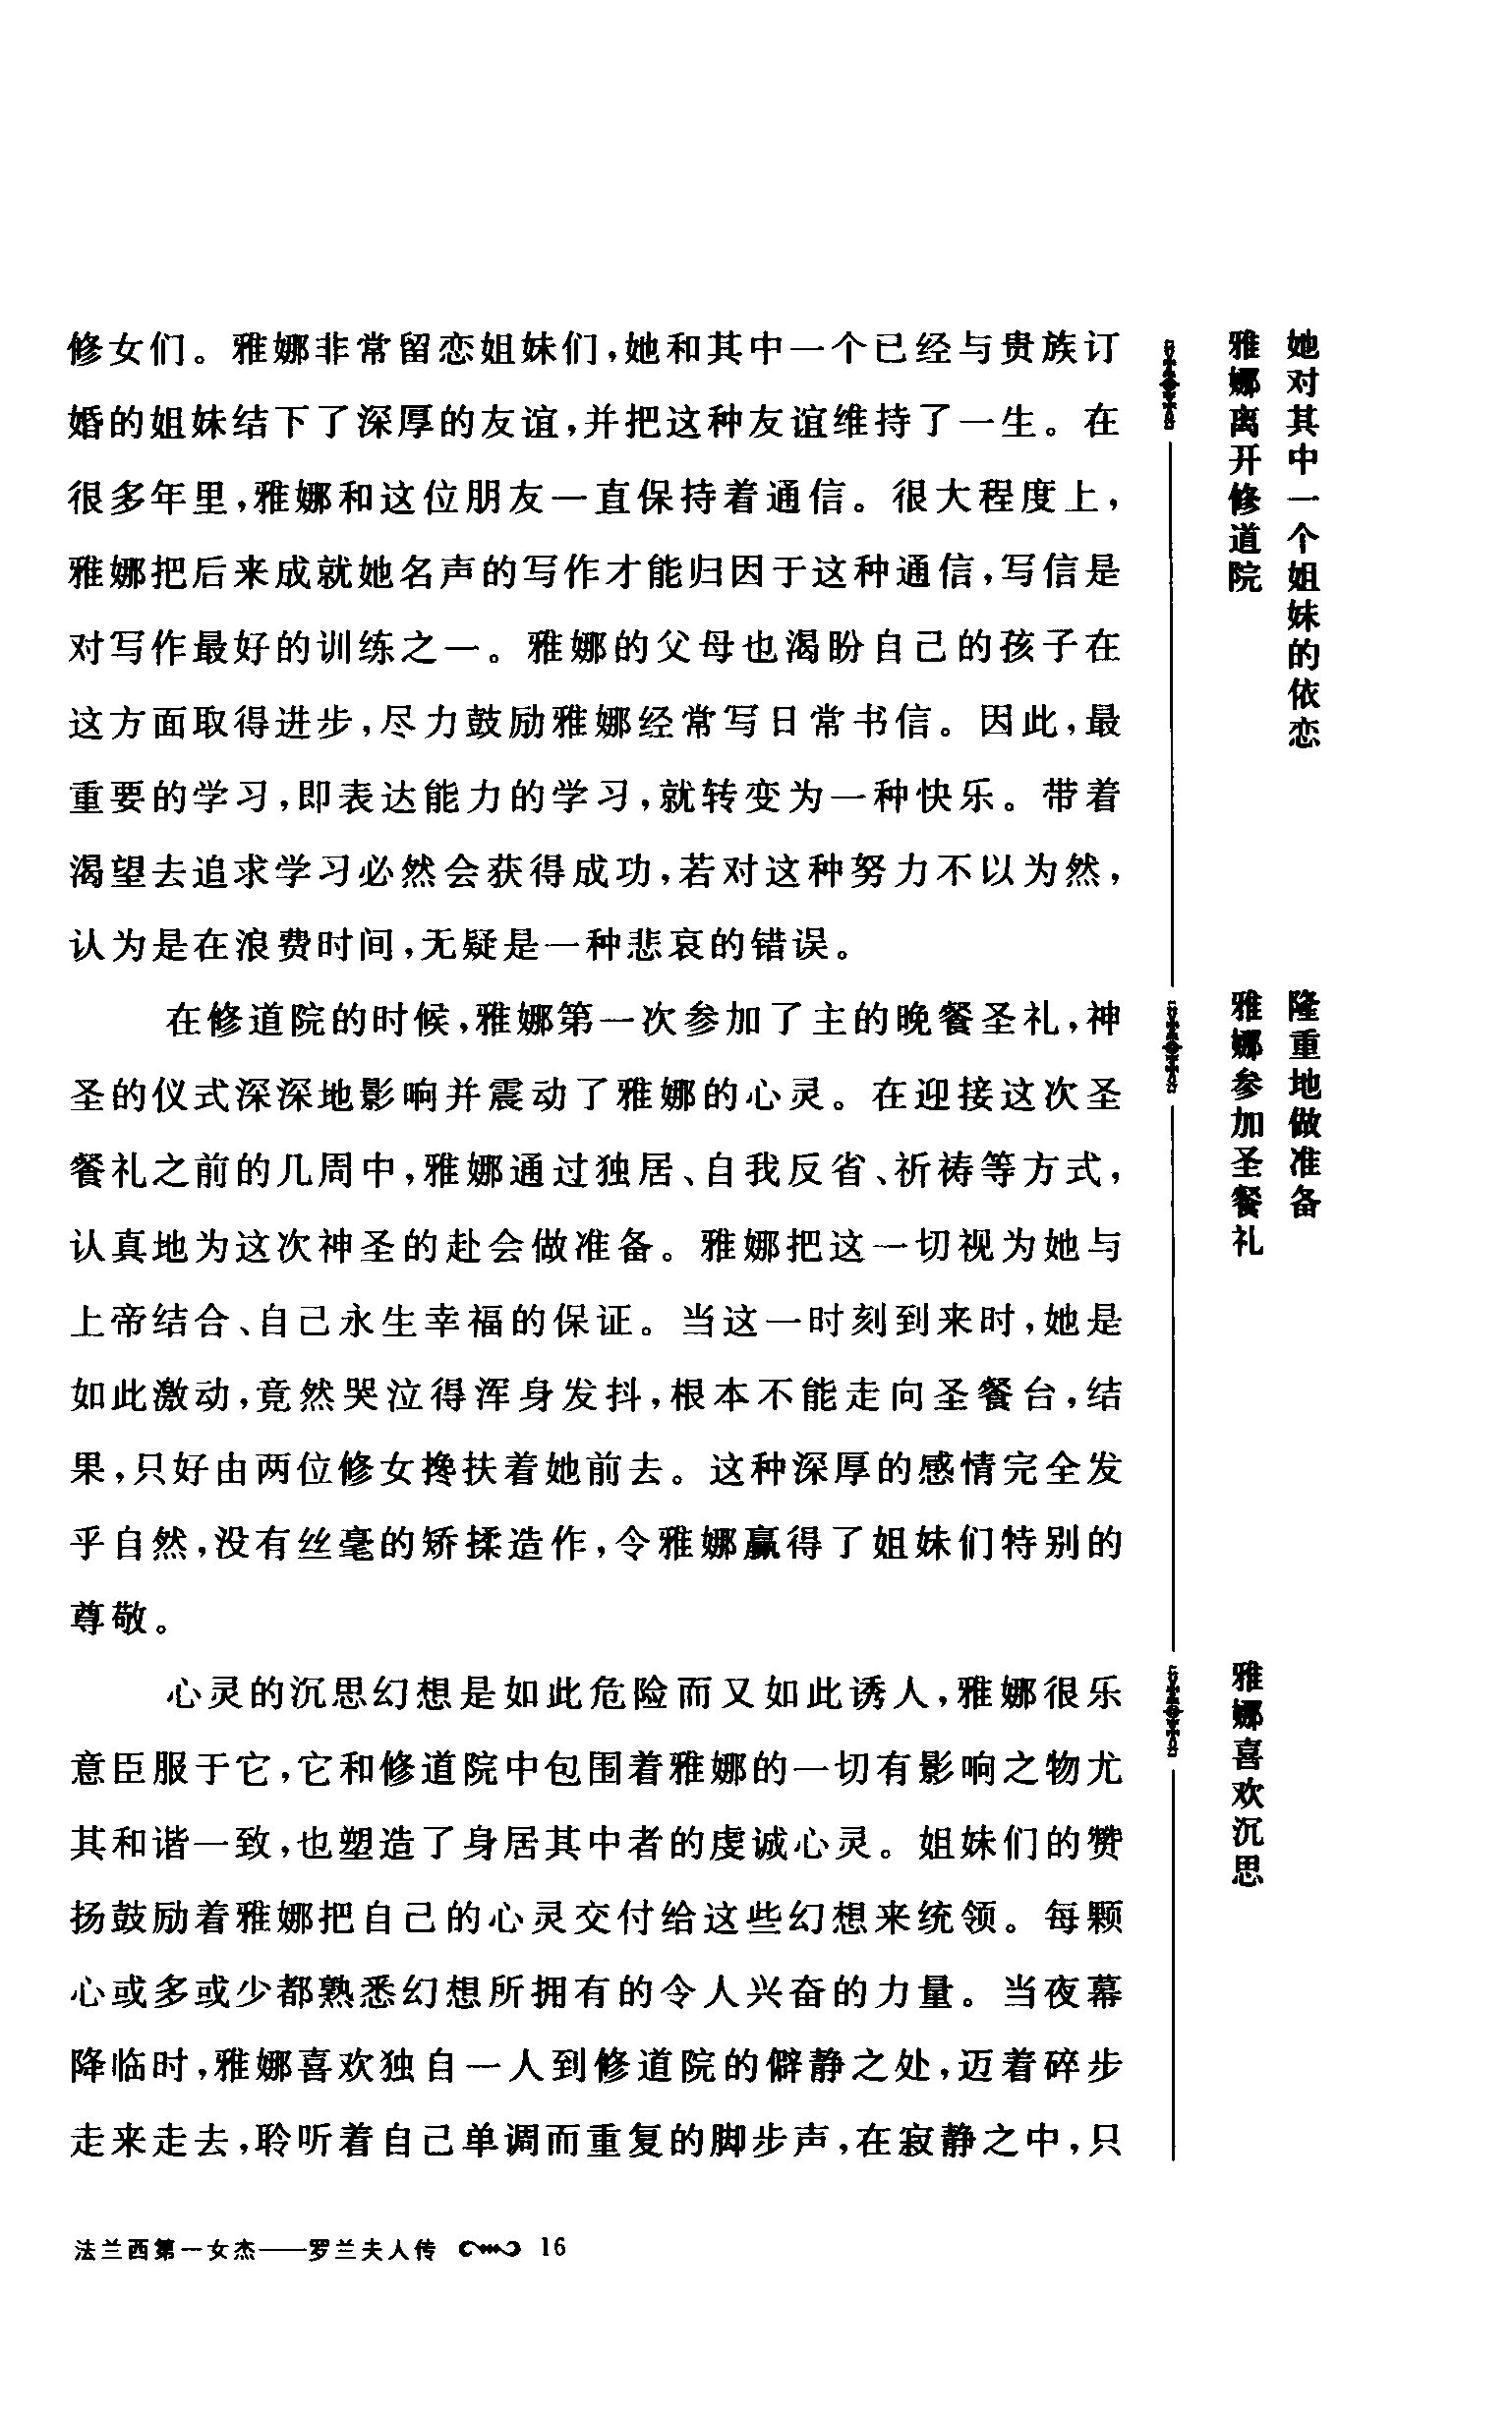 修女们。雅娜非常留恋姐妹们,她和其中一个已经与贵族订
婚的姐妹结下了深厚的友谊,并把这种友谊维持了一生。在
很多年里,雅娜和这位朋友一直保持着通信。很大程度上,
雅娜把后来成就她名声的写作才能归因于这种通信,写信是
对写作最好的训练之一。雅娜的父母也渴盼自己的孩子在
这方面取得进步,尽力鼓励雅娜经常写日常书信。因此,最
重要的学习,即表达能力的学习,就转变为一种快乐。带着
渴望去追求学习必然会获得成功,若对这种努力不以为然,
认为是在浪费时间,无疑是一种悲哀的错误。
在修道院的时候,雅娜第一次参加了主的晚餐圣礼,神
圣的仪式深深地影响并震动了雅娜的心灵。在迎接这次圣
餐礼之前的几周中,雅娜通过独居、自我反省、祈祷等方式,
认真地为这次神圣的赴会做准备。雅娜把这一切视为她与
上帝结合、自己永生幸福的保证。当这一时刻到来时,她是
如此激动,竟然哭泣得浑身发抖,根本不能走向圣餐台,结
果,只好由两位修女搀扶着她前去。这种深厚的感情完全发
乎自然,没有丝毫的矫揉造作,令雅娜赢得了姐妹们特别的
尊敬。
心灵的沉思幻想是如此危险而又如此诱人,雅娜很乐
意臣服于它,它和修道院中包围着雅娜的一切有影响之物尤
其和谐一致,也塑造了身居其中者的虔诚心灵。姐妹们的赞
扬鼓励着雅娜把自己的心灵交付给这些幻想来统领。每颗
心或多或少都熟悉幻想所拥有的令人兴奋的力量。当夜幕
降临时,雅娜喜欢独自一人到修道院的僻静之处,迈着碎步
走来走去,聆听着自己单调而重复的脚步声,在寂静之中,只
雅娜离开修道院
她对其中一个姐妹的依恋
雅娜参加圣餐礼
隆重地做准备
雅娜喜欢沉思
法兰西第一女杰——罗兰夫人传 16